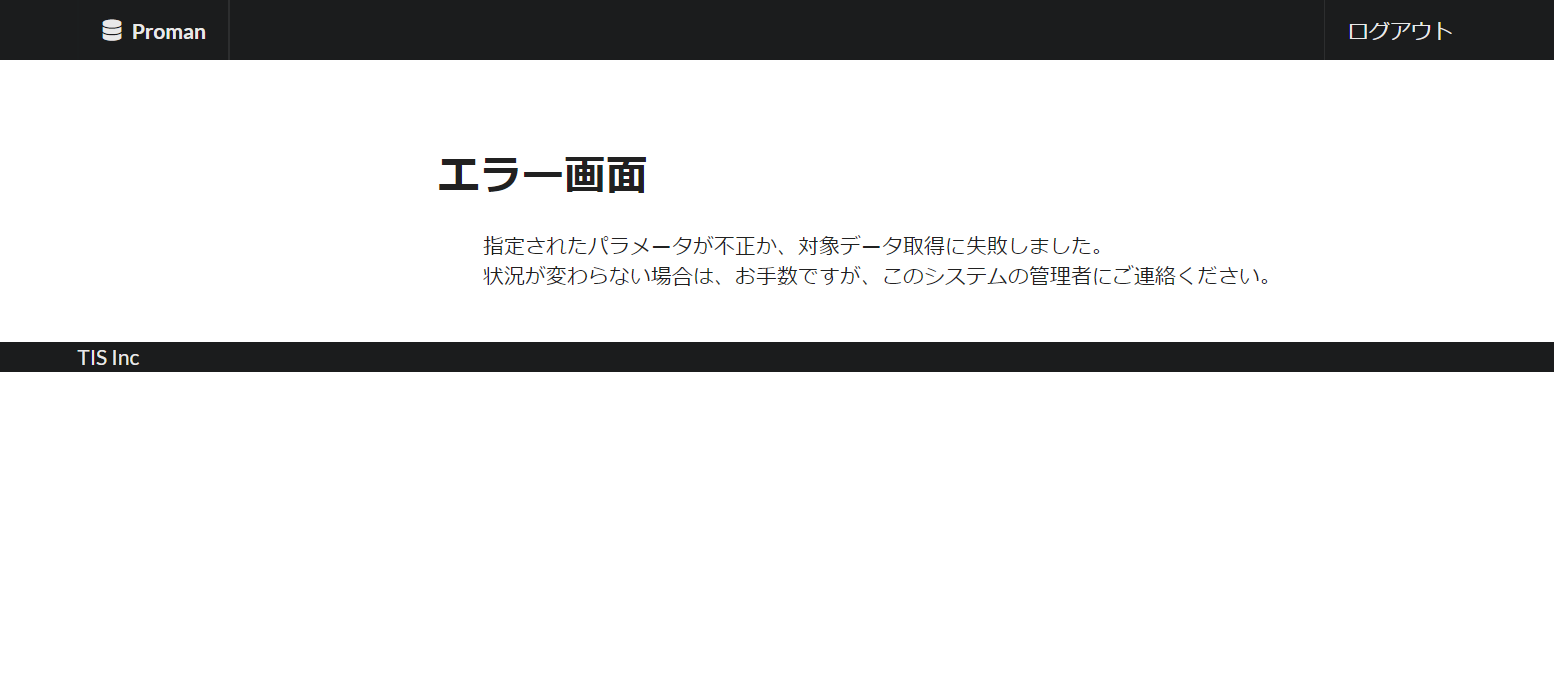 Proman
ログアウト
エラー画面
指定されたパラメータが不正か、対象データ取得に失敗しました。
状況が変わらない場合は、お手数ですが、このシステムの管理者にご連絡ください。
TIS Inc